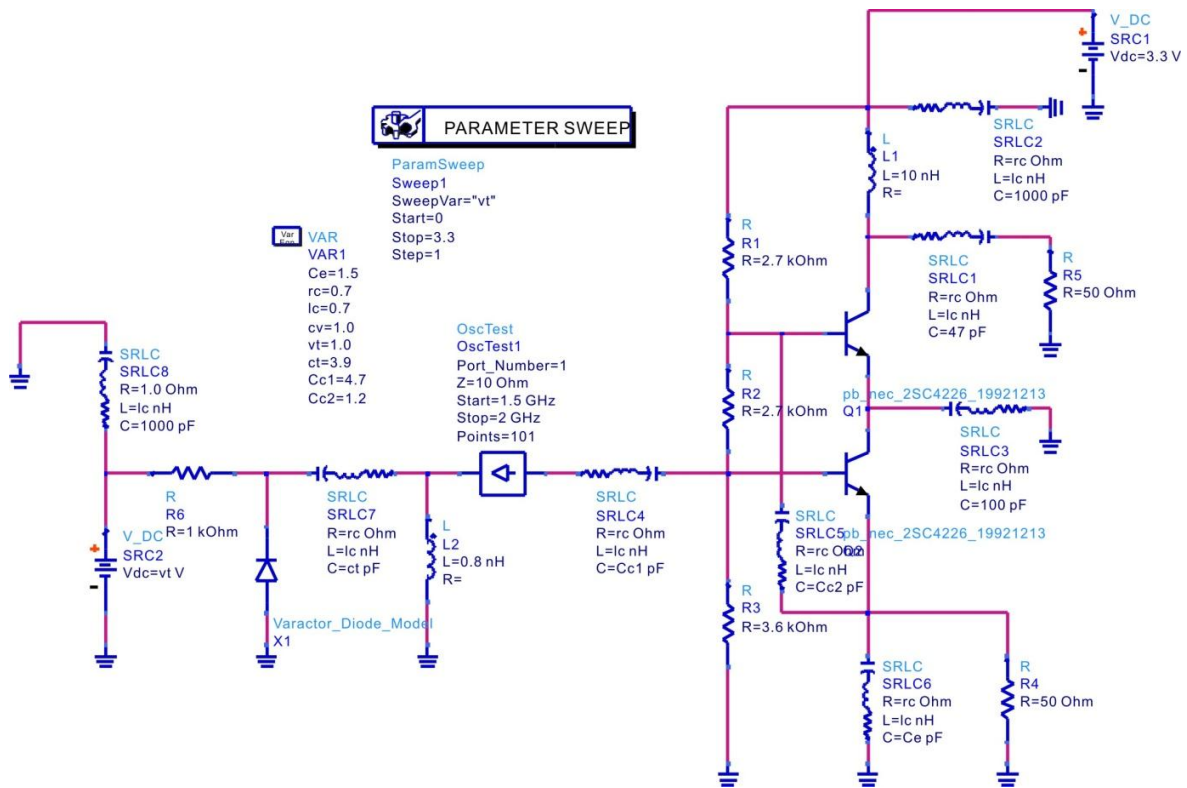 V_DC
SRC1
Vdc=3.3 V
PARAMETER SWEEP
ParamSweep
Sweep1
SweepVar="vt"
Start=0
Stop=3.3
Step=1
SRLC
SRLC2
R=rc Ohm
L=lc nH
C=1000 pF
L
L1
L=10 nH
R=
R
R1
R=2.7 kOhm
Var
Eqn
VAR
VAR1
Ce=1.5
rc=0.7
lc=0.7
cv=1.0
vt=1.0
ct=3.9
Cc1=4.7
Cc2=1.2
SRLC
SRLC1
R=rc Ohm
L=lc nH
C=47 pF
R
R5
R=50 Ohm
OscTest
OscTest1
Port_Number=1
Z=10 Ohm
Start=1.5 GHz
Stop=2 GHz
Points=101
SRLC
SRLC8
R=1.0 Ohm
L=lc nH
C=1000 pF
R
R2
R=2.7 kOhm
pb_nec_2SC4226_19921213
Q1
SRLC
SRLC3
R=rc Ohm
L=lc nH
C=100 pF
R
R6
R=1 kOhm
SRLC
SRLC7
R=rc Ohm
L=lc nH
C=ct pF
SRLC
SRLC4
R=rc Ohm
L=lc nH
C=Cc1 pF
V_DC
SRC2
Vdc=vt V
L
L2
L=0.8 nH
R=
SRLC
SRLC5
R=rc Ohm
L=lc nH
C=Cc2 pF
pb_nec_2SC4226_19921213
Q2
R
R3
R=3.6 kOhm
Varactor_Diode_Model
X1
SRLC
SRLC6
R=rc Ohm
L=lc nH
C=Ce pF
R
R4
R=50 Ohm